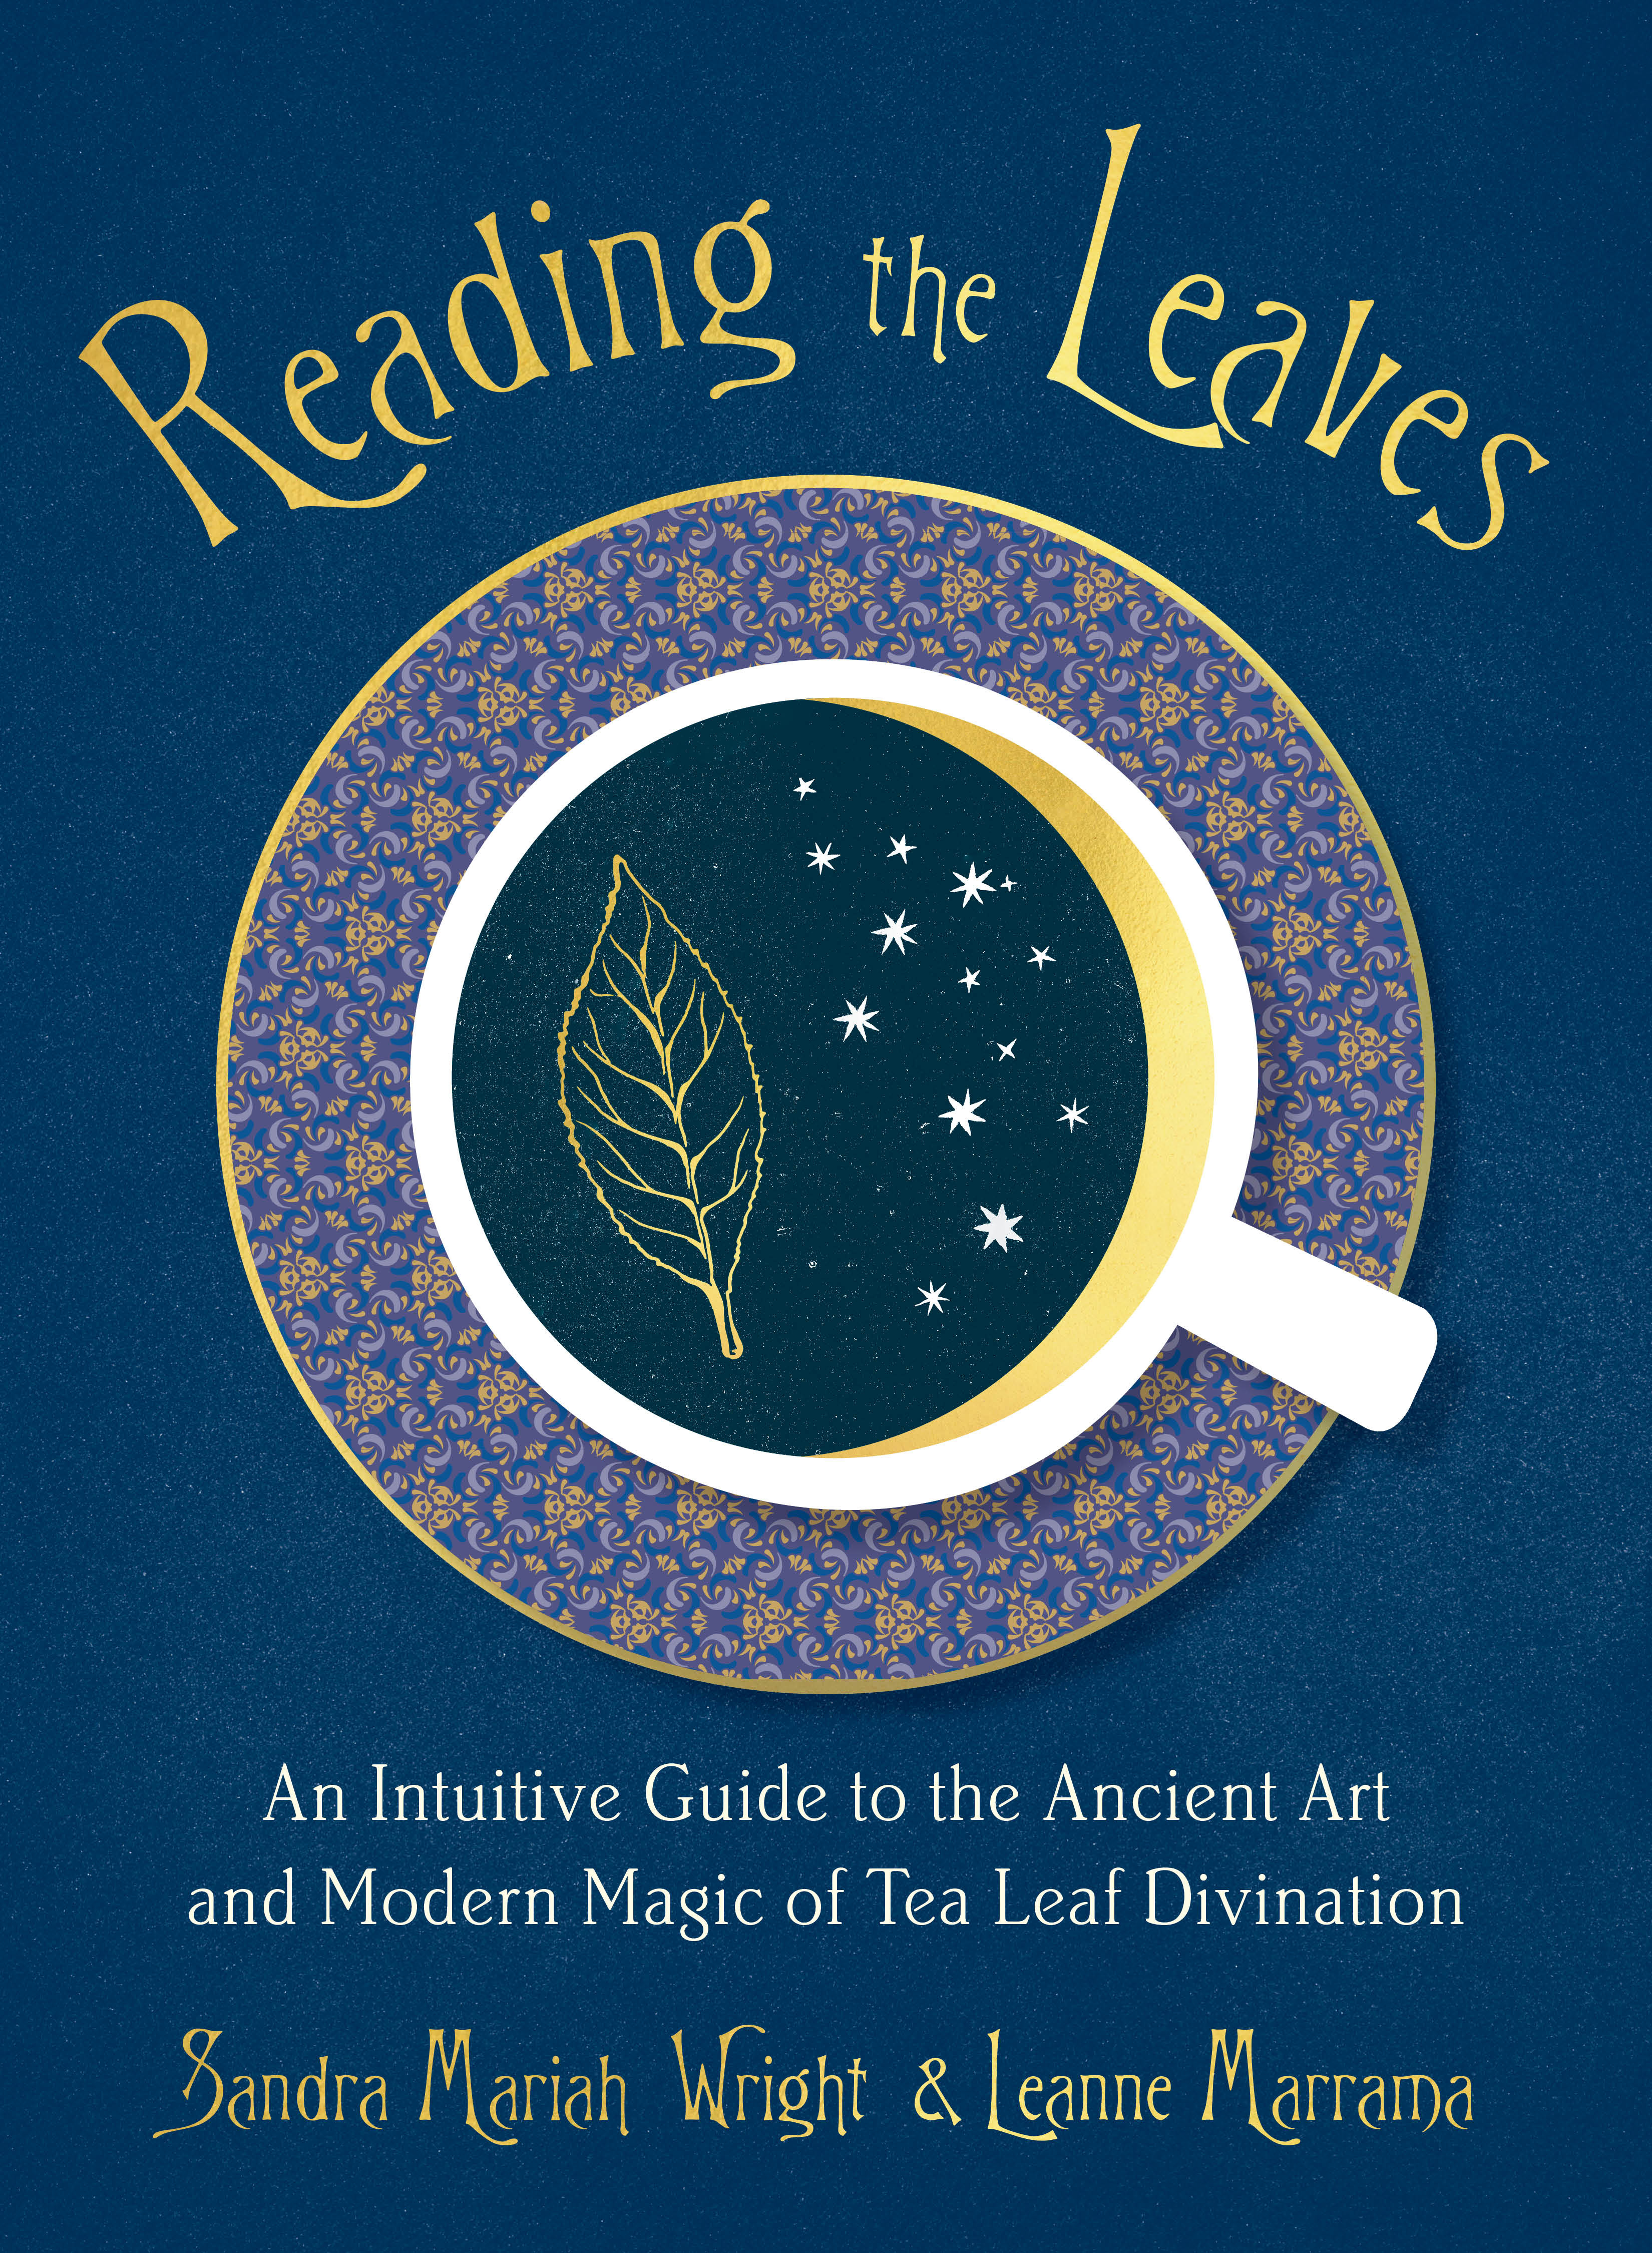 Reading the Leaves
An Intuitive Guide to the Ancient Art
and Modern Magic of Tea Leaf Divination
Sandra Mariah Wright & Leanne Marrama